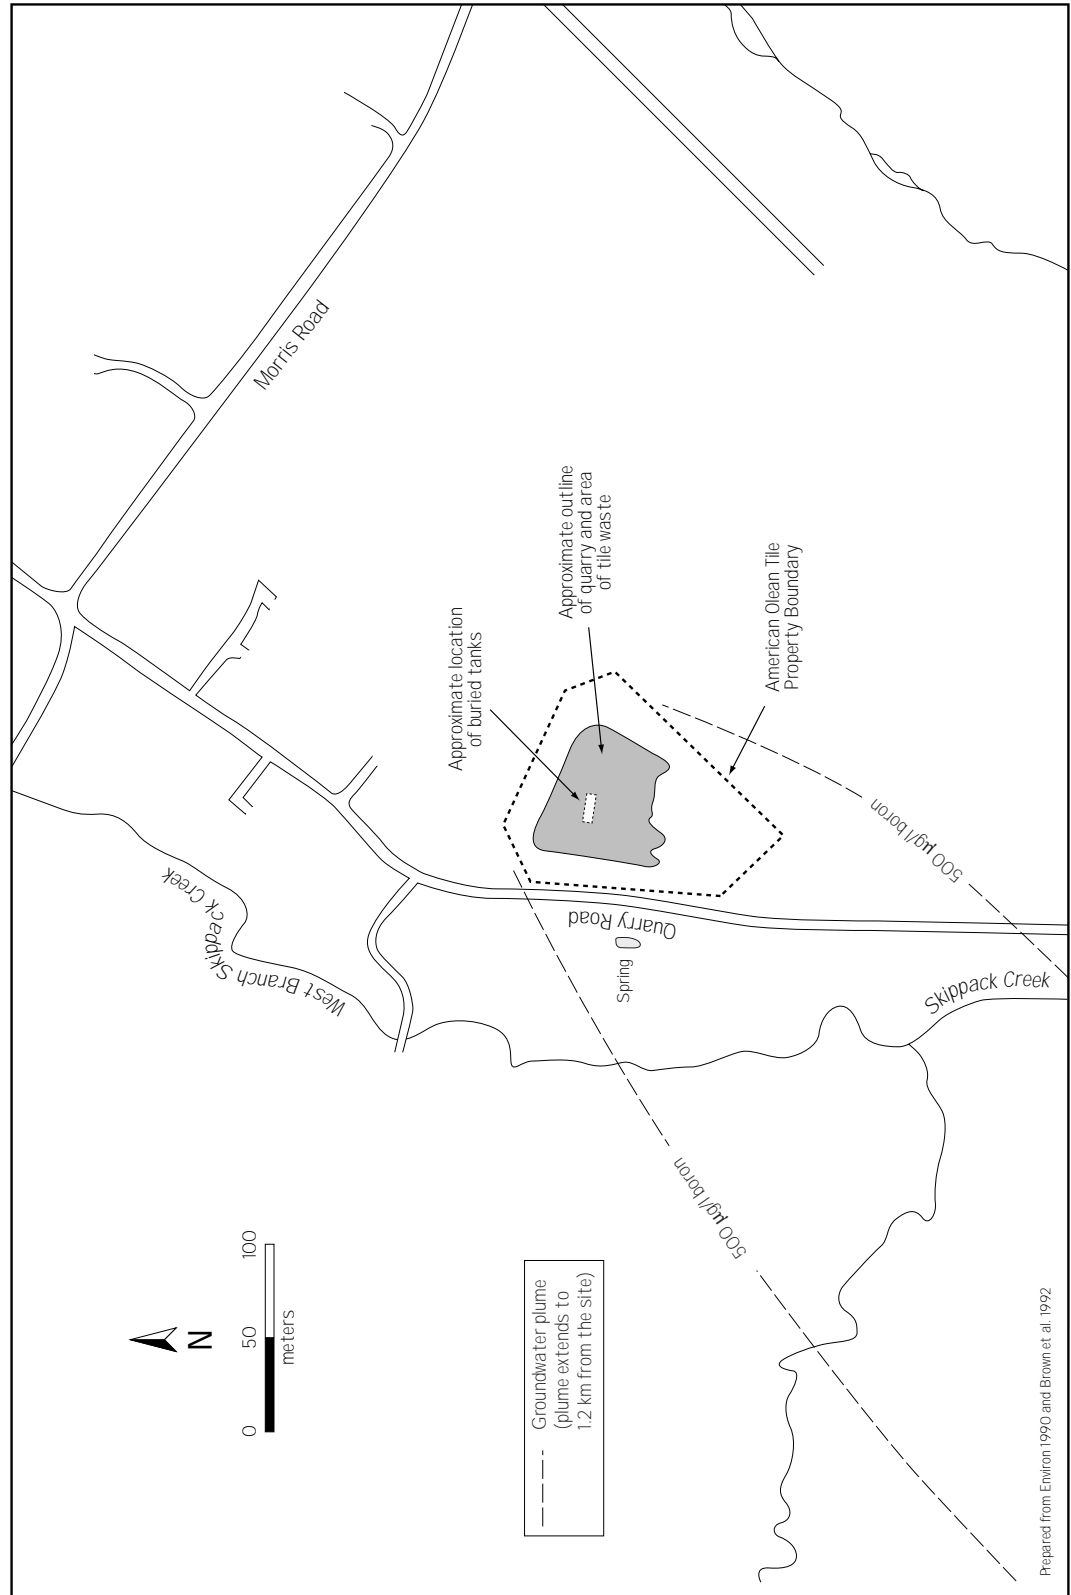 Morris Road
Approximate outline
of quarry and area
of tile waste
Approximate location
of buried tanks
American Olean Tile
Property Boundary
West Branch Skippack Creek
Quarry Road
Spring
Skippack Creek
500 µg/l boron
500 µg/l boron
N
0 50 100
meters
Groundwater plume
(plume extends to
1.2 km from the site)
Prepared from Environ 1990 and Brown et al. 1992